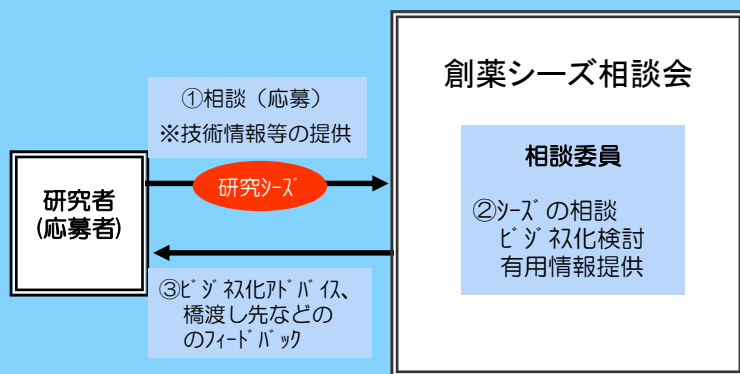 ①相談（応募）
※技術情報等の提供
研究者
(応募者)
研究ｼｰｽﾞ
③ﾋﾞｼﾞﾈｽ化ｱﾄﾞﾊﾞｲｽ、
橋渡し先などの
のﾌｨｰﾄﾞﾊﾞｯｸ
創薬シーズ相談会
相談委員
②ｼｰｽﾞの相談
ﾋﾞｼﾞﾈｽ化検討
有用情報提供